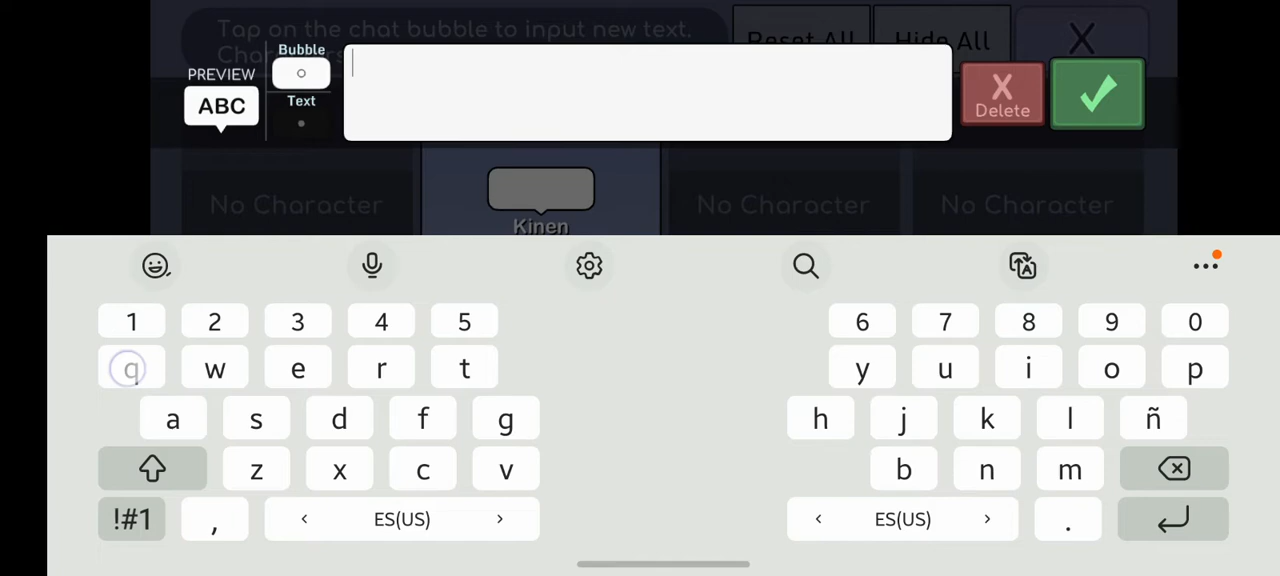 Tap on the chat bubble to input new text.
Reset All
Hide All
X
Bubble
PREVIEW
ABC
Text
X
Delete
No Character
Kinen
No Character
No Character
1 2 3 4 5 6 7 8 9 0
q w e r t y u i o p
a s d f g h j k l ñ
z x c v b n m
!#1 , < ES(US) > < ES(US) > .